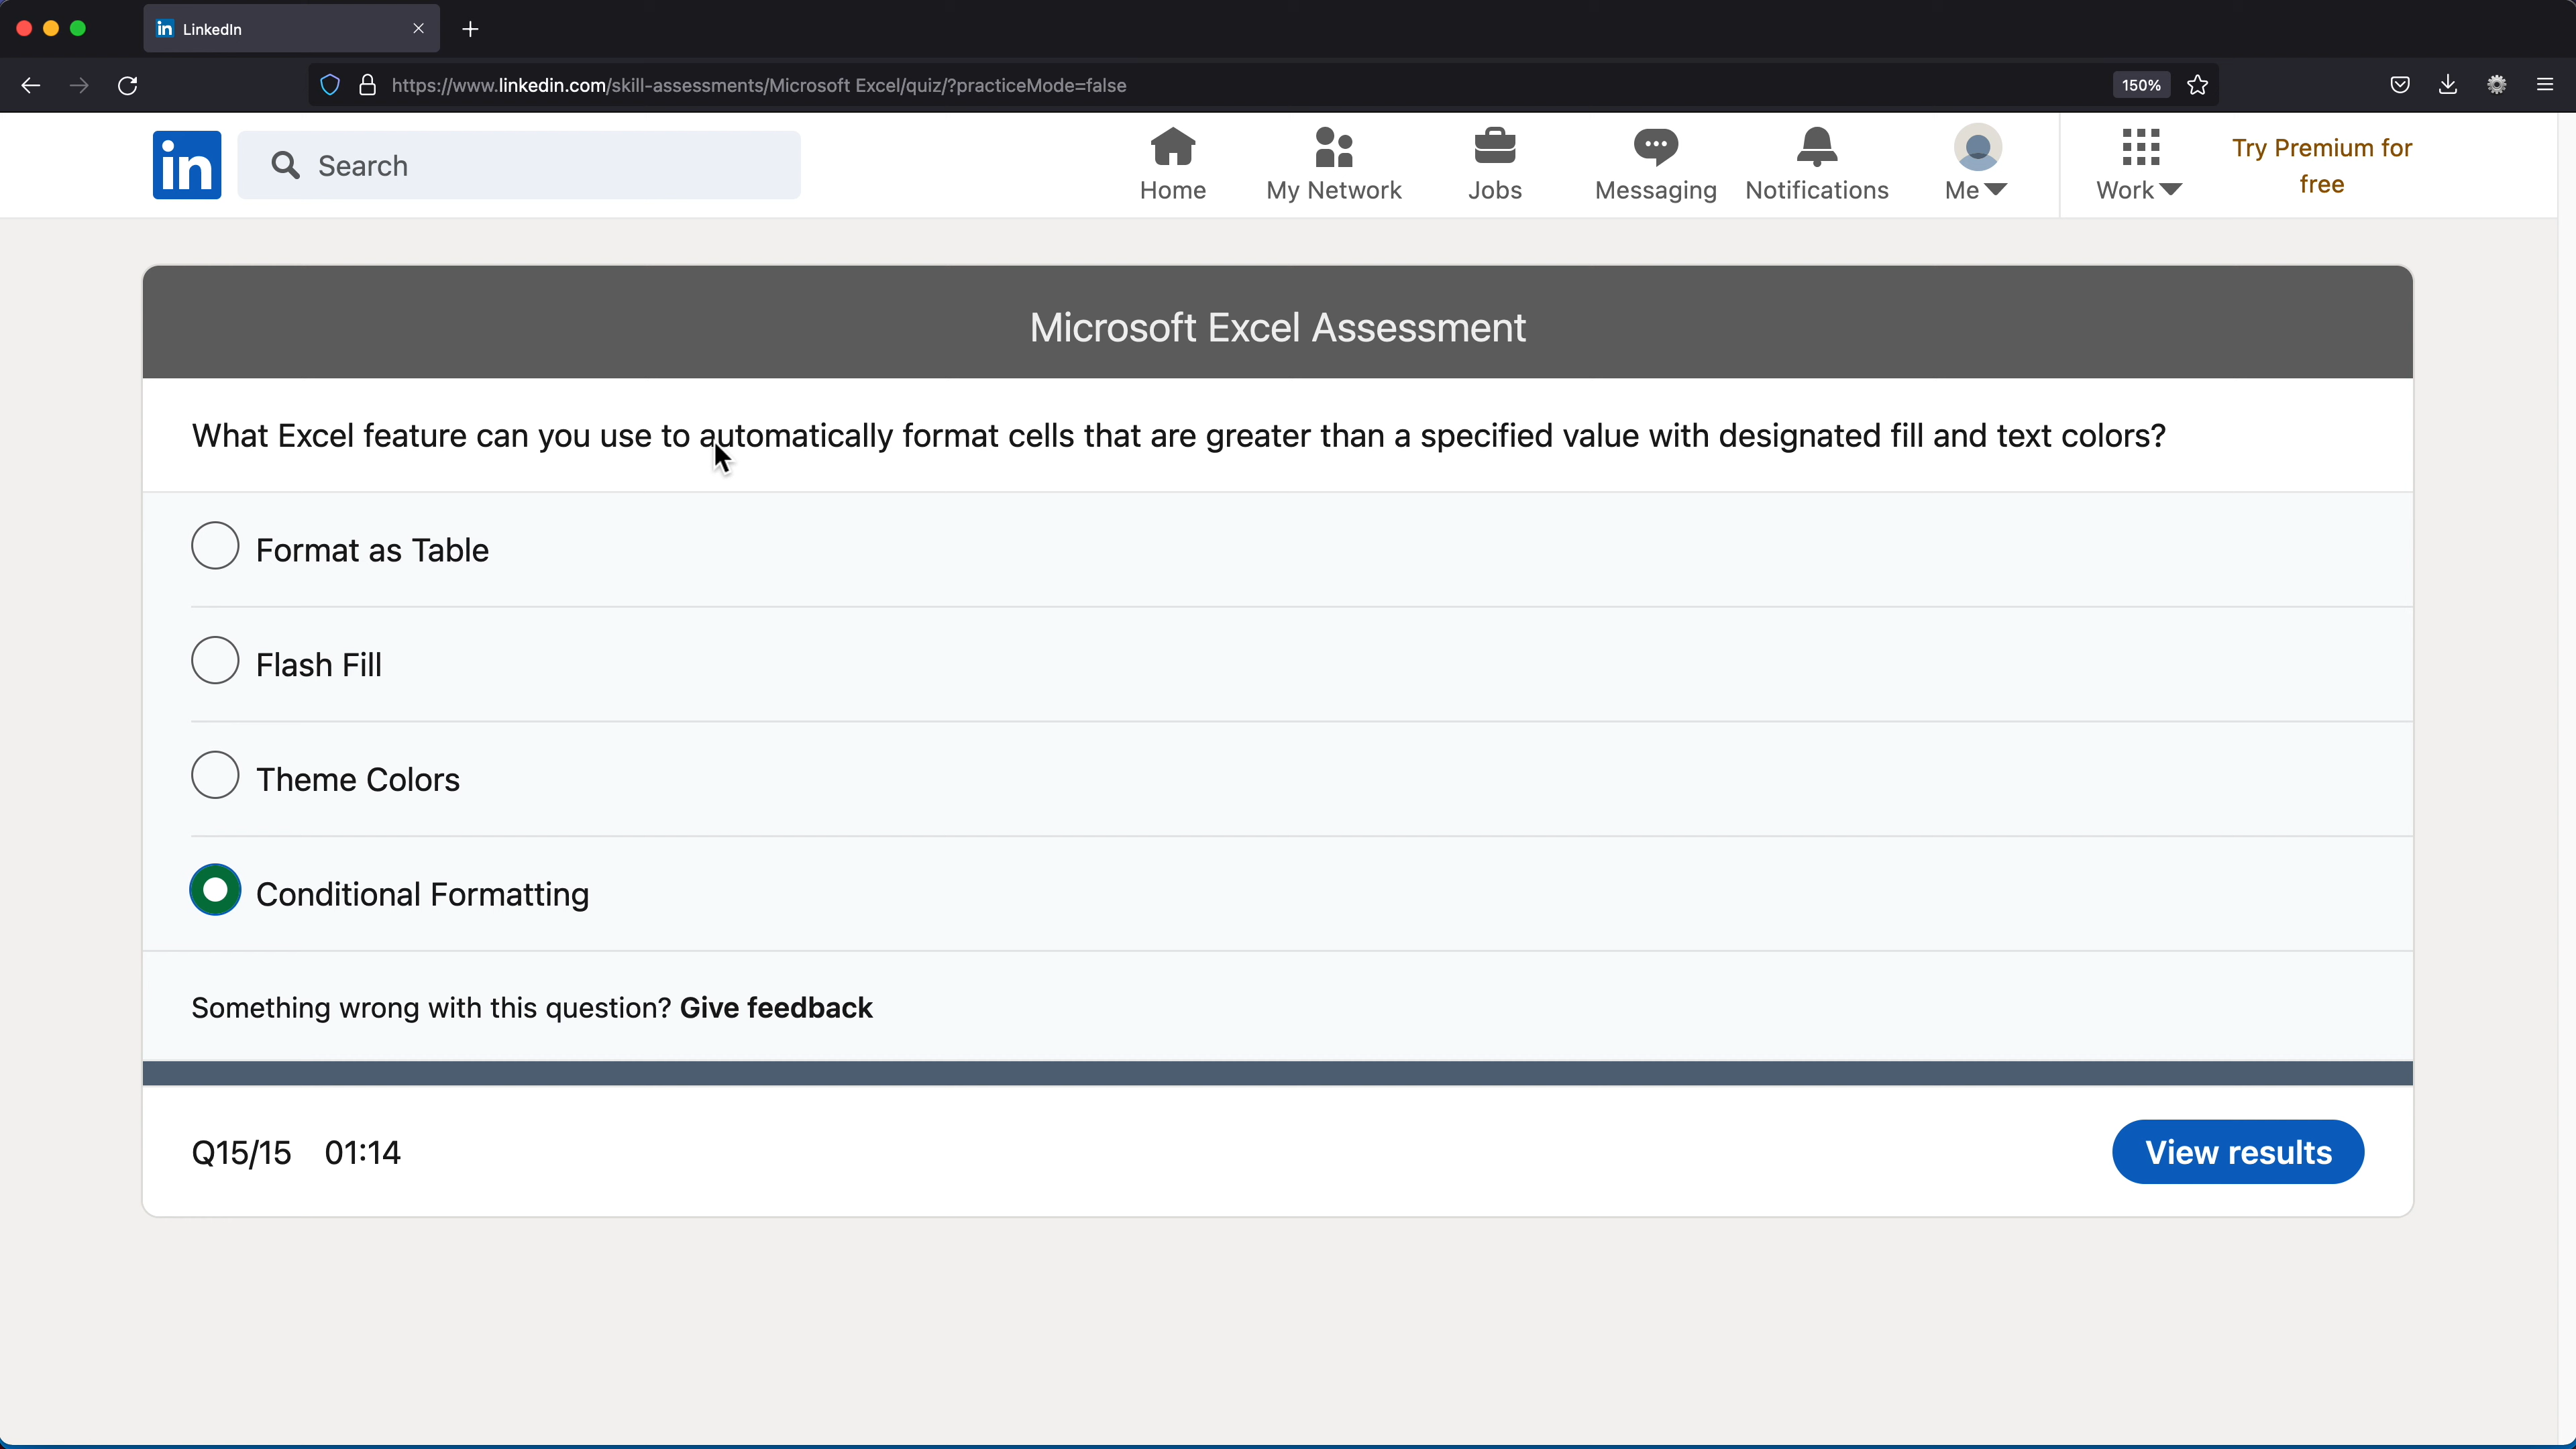 in LinkedIn
https://www.linkedin.com/skill-assessments/Microsoft Excel/quiz/?practiceMode=false
150%
in
Search
Home
My Network
Jobs
Messaging
Notifications
Me
Work
Try Premium for
free
Microsoft Excel Assessment
What Excel feature can you use to automatically format cells that are greater than a specified value with designated fill and text colors?
Format as Table
Flash Fill
Theme Colors
Conditional Formatting
Something wrong with this question? Give feedback
Q15/15 01:14
View results